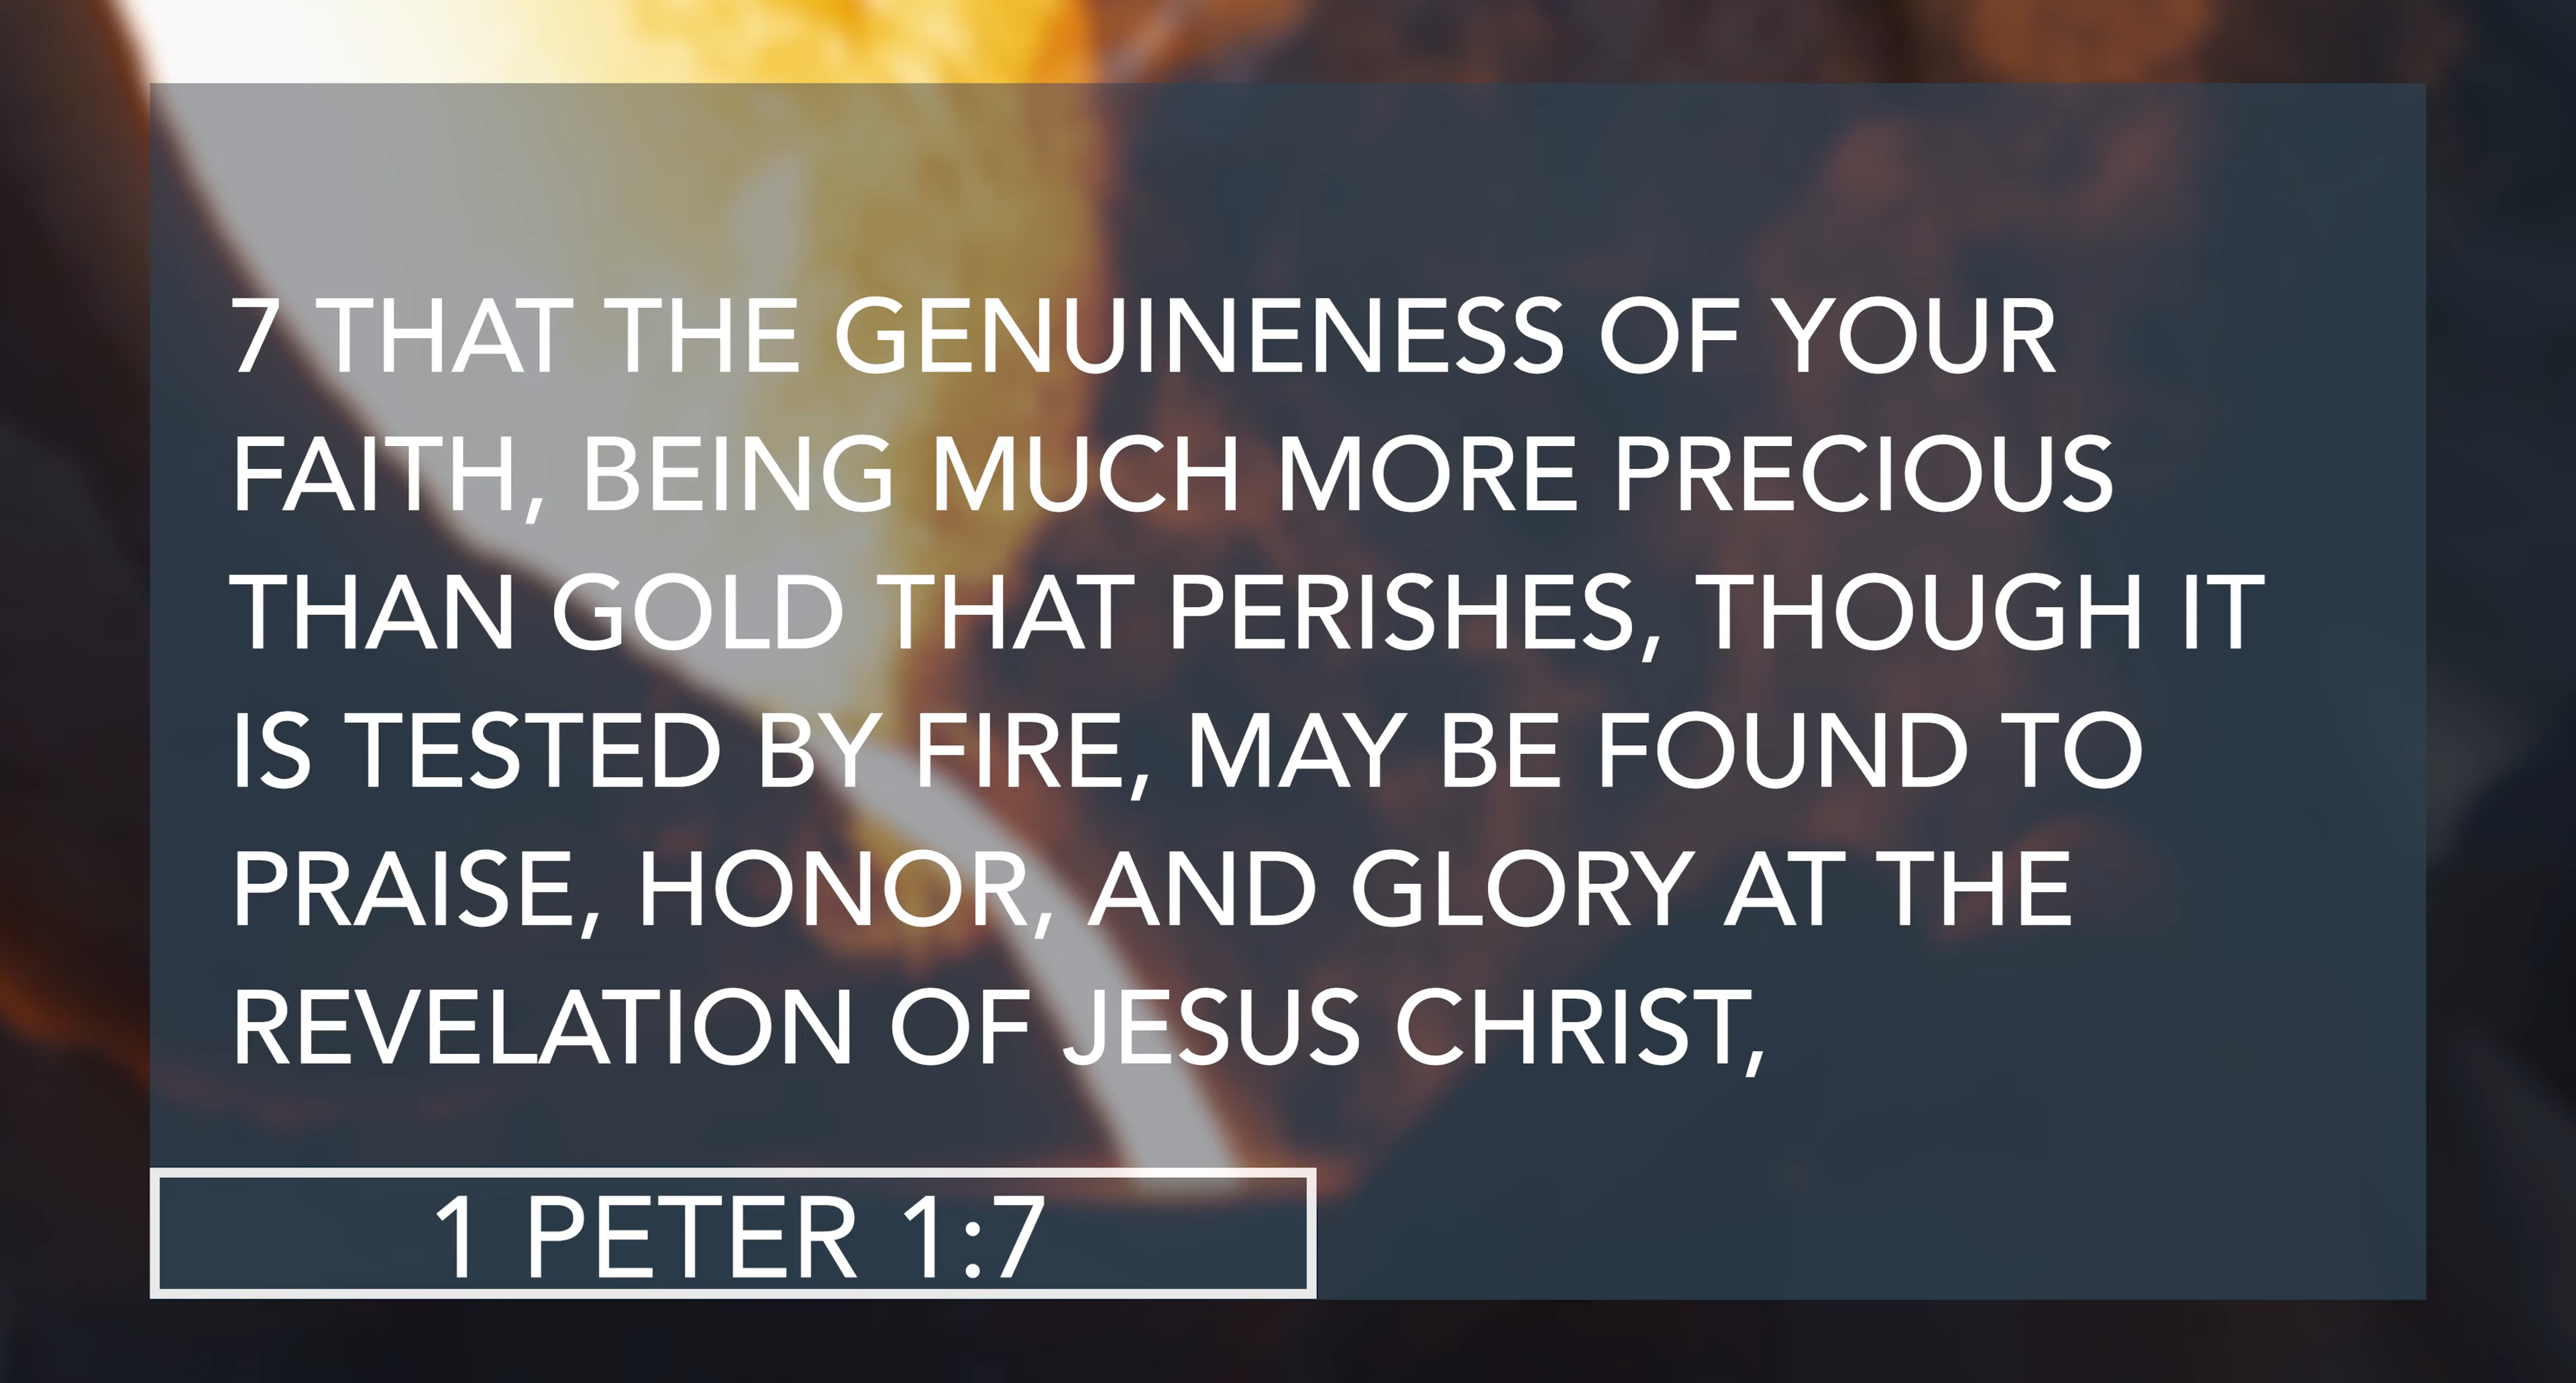 7 THAT THE GENUINENESS OF YOUR
FAITH, BEING MUCH MORE PRECIOUS
THAN GOLD THAT PERISHES, THOUGH IT
IS TESTED BY FIRE, MAY BE FOUND TO
PRAISE, HONOR, AND GLORY AT THE
REVELATION OF JESUS CHRIST,
1 PETER 1:7